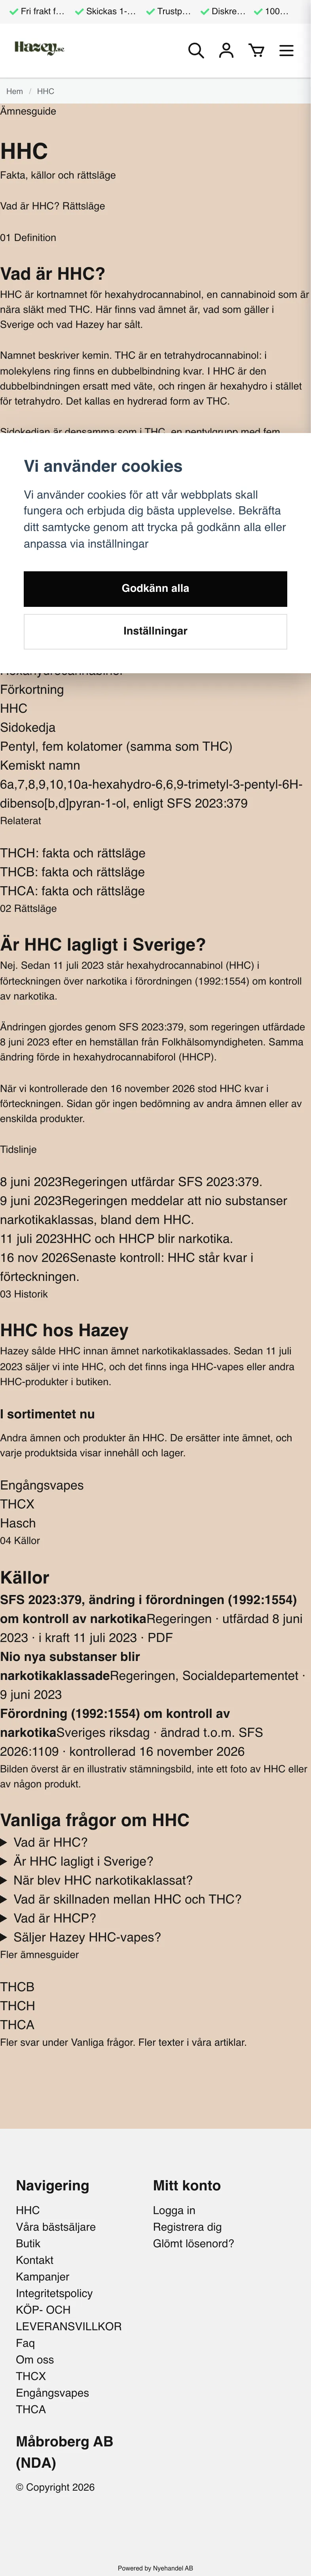 Fri frakt f...
Skickas 1-...
Trustp...
Diskre...
100...
Hazey.se
Hem / HHC
Ämnesguide
HHC
Fakta, källor och rättsläge
Vad är HHC? Rättsläge
01 Definition
Vad är HHC?
HHC är kortnamnet för hexahydrocannabinol, en cannabinoid som är
nära släkt med THC. Här finns vad ämnet är, vad som gäller i
Sverige och vad Hazey har sålt.
Namnet beskriver kemin. THC är en tetrahydrocannabinol: i
molekylens ring finns en dubbelbindning kvar. I HHC är den
dubbelbindningen ersatt med väte, och ringen är hexahydro i stället
för tetrahydro. Det kallas en hydrerad form av THC.
Sidokedjan är densamma som i THC, en pentylgrupp med fem
Vi använder cookies
Vi använder cookies för att vår webbplats skall
fungera och erbjuda dig bästa upplevelse. Bekräfta
ditt samtycke genom att trycka på godkänn alla eller
anpassa via inställningar
Godkänn alla
Inställningar
Hexahydrocannabinol
Förkortning
HHC
Sidokedja
Pentyl, fem kolatomer (samma som THC)
Kemiskt namn
6a,7,8,9,10,10a-hexahydro-6,6,9-trimetyl-3-pentyl-6H-
dibenso[b,d]pyran-1-ol, enligt SFS 2023:379
Relaterat
THCH: fakta och rättsläge
THCB: fakta och rättsläge
THCA: fakta och rättsläge
02 Rättsläge
Är HHC lagligt i Sverige?
Nej. Sedan 11 juli 2023 står hexahydrocannabinol (HHC) i
förteckningen över narkotika i förordningen (1992:1554) om kontroll
av narkotika.
Ändringen gjordes genom SFS 2023:379, som regeringen utfärdade
8 juni 2023 efter en hemställan från Folkhälsomyndigheten. Samma
ändring förde in hexahydrocannabiforol (HHCP).
När vi kontrollerade den 16 november 2026 stod HHC kvar i
förteckningen. Sidan gör ingen bedömning av andra ämnen eller av
enskilda produkter.
Tidslinje
8 juni 2023Regeringen utfärdar SFS 2023:379.
9 juni 2023Regeringen meddelar att nio substanser
narkotikaklassas, bland dem HHC.
11 juli 2023HHC och HHCP blir narkotika.
16 nov 2026Senaste kontroll: HHC står kvar i
förteckningen.
03 Historik
HHC hos Hazey
Hazey sålde HHC innan ämnet narkotikaklassades. Sedan 11 juli
2023 säljer vi inte HHC, och det finns inga HHC-vapes eller andra
HHC-produkter i butiken.
I sortimentet nu
Andra ämnen och produkter än HHC. De ersätter inte ämnet, och
varje produktsida visar innehåll och lager.
Engångsvapes
THCX
Hasch
04 Källor
Källor
SFS 2023:379, ändring i förordningen (1992:1554)
om kontroll av narkotikaRegeringen · utfärdad 8 juni
2023 · i kraft 11 juli 2023 · PDF
Nio nya substanser blir
narkotikaklassadeRegeringen, Socialdepartementet ·
9 juni 2023
Förordning (1992:1554) om kontroll av
narkotikaSveriges riksdag · ändrad t.o.m. SFS
2026:1109 · kontrollerad 16 november 2026
Bilden överst är en illustrativ stämningsbild, inte ett foto av HHC eller
av någon produkt.
Vanliga frågor om HHC
Vad är HHC?
Är HHC lagligt i Sverige?
När blev HHC narkotikaklassat?
Vad är skillnaden mellan HHC och THC?
Vad är HHCP?
Säljer Hazey HHC-vapes?
Fler ämnesguider
THCB
THCH
THCA
Fler svar under Vanliga frågor. Fler texter i våra artiklar.
Navigering
HHC
Våra bästsäljare
Butik
Kontakt
Kampanjer
Integritetspolicy
KÖP- OCH
LEVERANSVILLKOR
Faq
Om oss
THCX
Engångsvapes
THCA
Mitt konto
Logga in
Registrera dig
Glömt lösenord?
Måbroberg AB
(NDA)
© Copyright 2026
Powered by Nyehandel AB